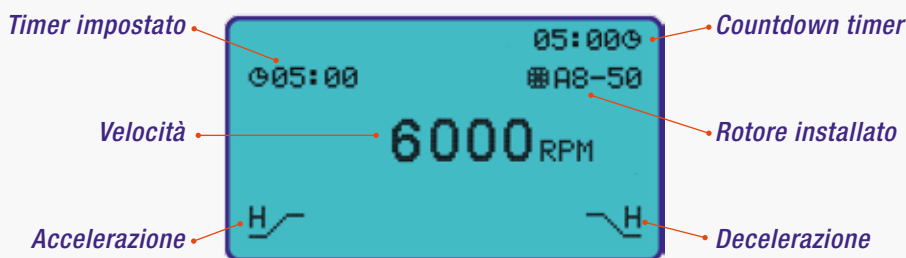 Timer impostato
05:00
Countdown timer
05:00
A8-50
Velocità
6000 RPM
Rotore installato
H
H
Accelerazione
Decelerazione